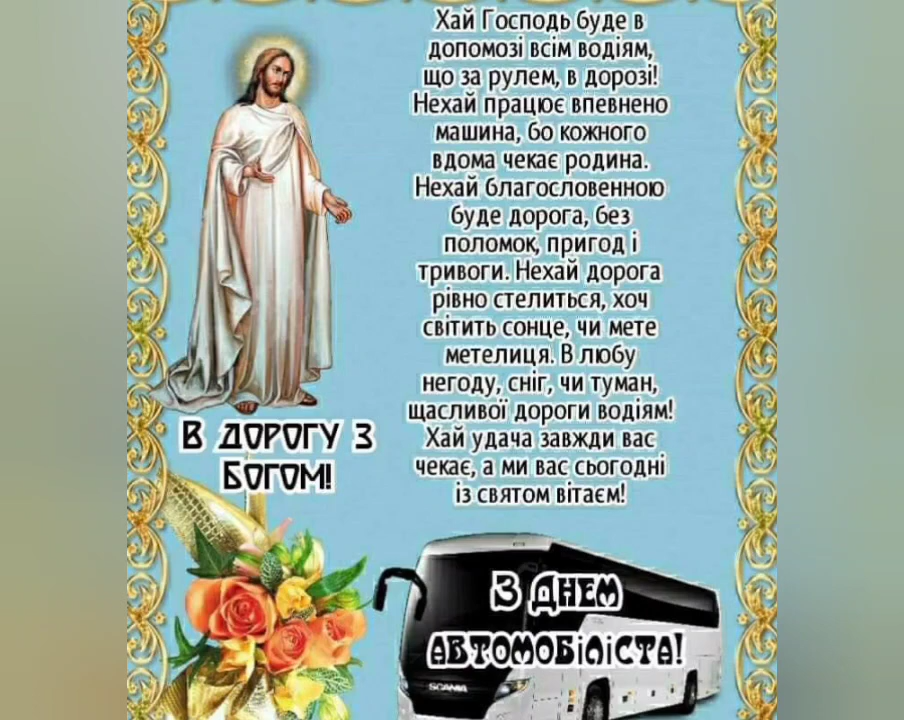 Хай Господь буде в
допомозі всім водіям,
що за рулем, в дорозі!
Нехай працює впевнено
машина, бо кожного
вдома чекає родина.
Нехай благословенною
буде дорога, без
поломок, пригод і
тривоги. Нехай дорога
рівно стелиться, хоч
світить сонце, чи мете
метелиця. В любу
негоду, сніг, чи туман,
щасливої дороги водіям!
Хай удача завжди вас
чекає, а ми вас сьогодні
із святом вітаєм!
В ДОРОГУ З
БОГОМ!
З ДНЕМ
АВТОМОБіЛіСТА!
SCANIA